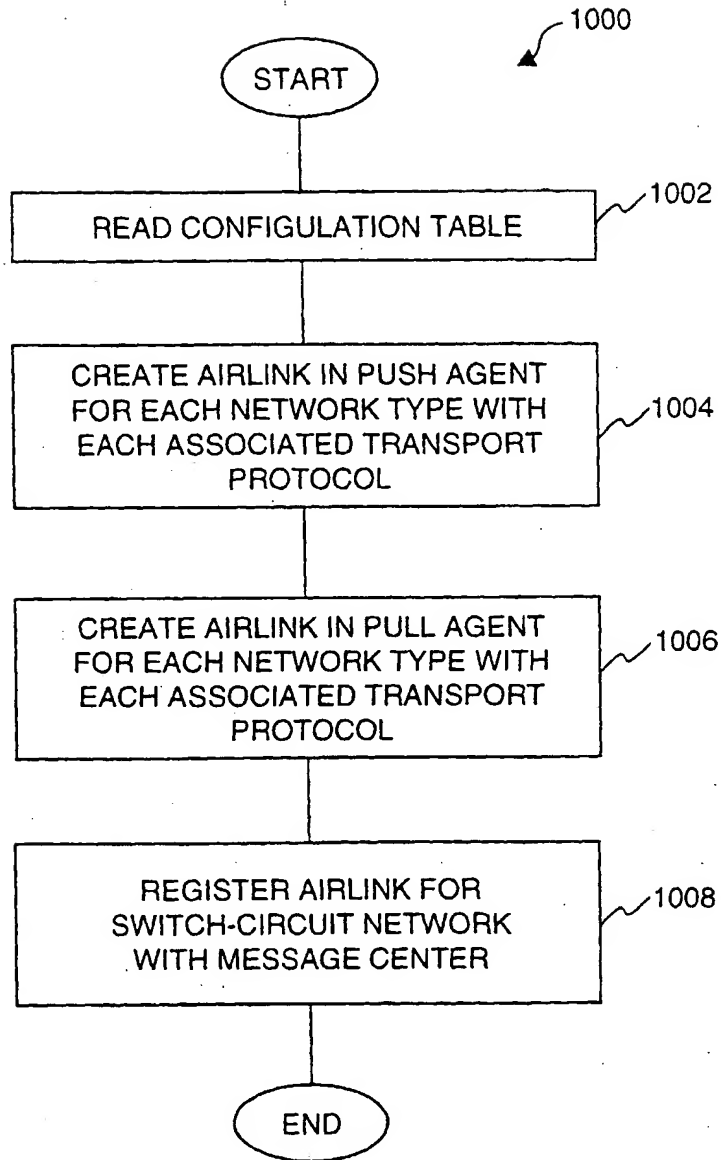 1000
START
READ CONFIGULATION TABLE
1002
CREATE AIRLINK IN PUSH AGENT
FOR EACH NETWORK TYPE WITH
EACH ASSOCIATED TRANSPORT
PROTOCOL
1004
CREATE AIRLINK IN PULL AGENT
FOR EACH NETWORK TYPE WITH
EACH ASSOCIATED TRANSPORT
PROTOCOL
1006
REGISTER AIRLINK FOR
SWITCH-CIRCUIT NETWORK
WITH MESSAGE CENTER
1008
END